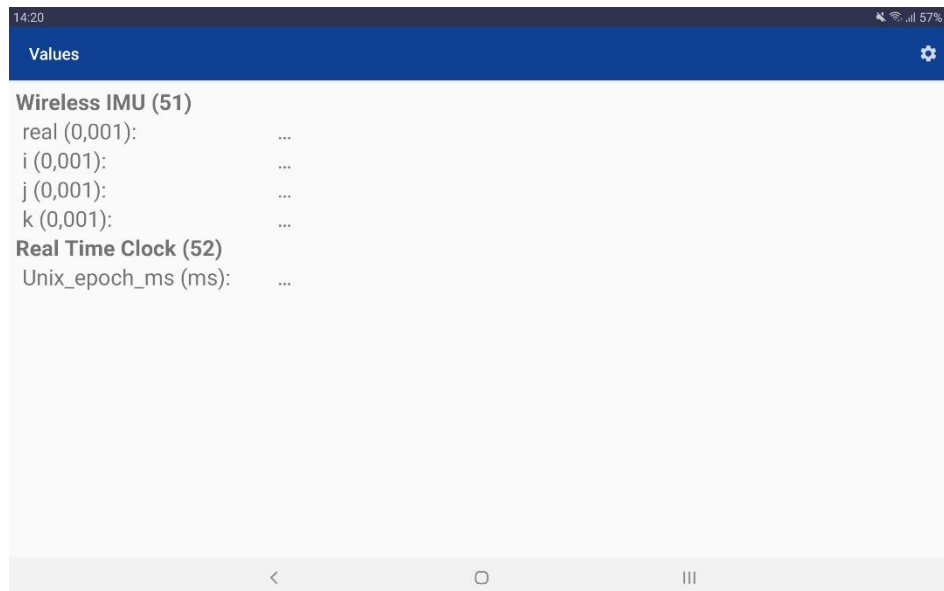 14:20 57%
Values
Wireless IMU (51)
real (0,001): ...
i (0,001): ...
j (0,001): ...
k (0,001): ...
Real Time Clock (52)
Unix_epoch_ms (ms): ...